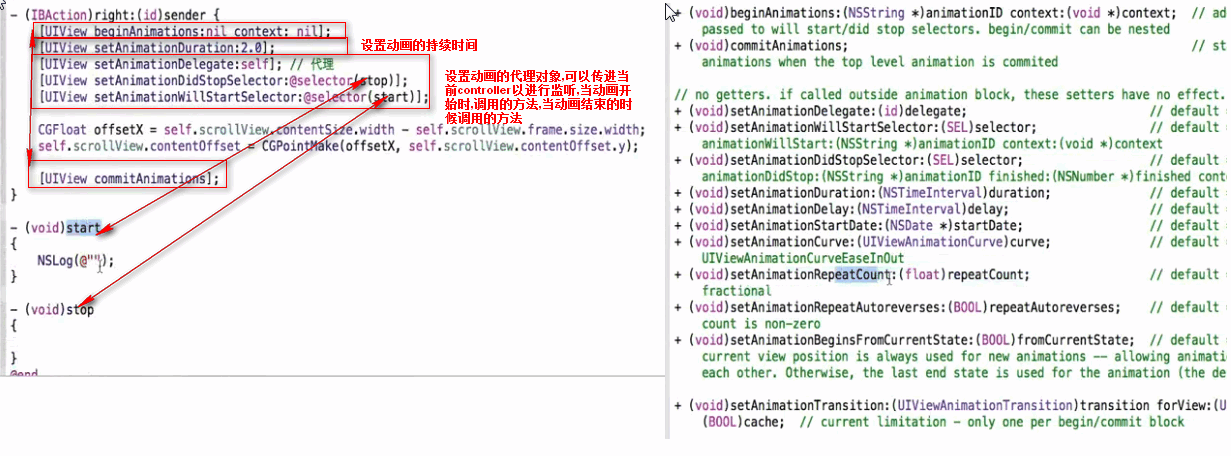 - (IBAction)right:(id)sender {
[UIView beginAnimations:nil context: nil];
[UIView setAnimationDuration:2.0];
设置动画的持续时间
[UIView setAnimationDelegate:self]; // 代理
[UIView setAnimationDidStopSelector:@selector(stop)];
[UIView setAnimationWillStartSelector:@selector(start)];
设置动画的代理对象,可以传进当
前controller以进行监听,当动画开
始时,调用的方法,当动画结束的时
候调用的方法
CGFloat offsetX = self.scrollView.contentSize.width - self.scrollView.frame.size.width;
self.scrollView.contentOffset = CGPointMake(offsetX, self.scrollView.contentOffset.y);
[UIView commitAnimations];
}
- (void)start
{
NSLog(@"");
}
- (void)stop
{
}
@end
+ (void)beginAnimations:(NSString *)animationID context:(void *)context;  // ad
passed to will start/did stop selectors. begin/commit can be nested
+ (void)commitAnimations; // st
animations when the top level animation is commited
// no getters. if called outside animation block, these setters have no effect.
+ (void)setAnimationDelegate:(id)delegate; // default =
+ (void)setAnimationWillStartSelector:(SEL)selector; // default =
animationWillStart:(NSString *)animationID context:(void *)context
+ (void)setAnimationDidStopSelector:(SEL)selector; // default =
animationDidStop:(NSString *)animationID finished:(NSNumber *)finished cont
+ (void)setAnimationDuration:(NSTimeInterval)duration; // default =
+ (void)setAnimationDelay:(NSTimeInterval)delay; // default =
+ (void)setAnimationStartDate:(NSDate *)startDate; // default =
+ (void)setAnimationCurve:(UIViewAnimationCurve)curve; // default =
UIViewAnimationCurveEaseInOut
+ (void)setAnimationRepeatCount:(float)repeatCount; // default =
fractional
+ (void)setAnimationRepeatAutoreverses:(BOOL)repeatAutoreverses; // default =
count is non-zero
+ (void)setAnimationBeginsFromCurrentState:(BOOL)fromCurrentState;  // default =
current view position is always used for new animations -- allowing animati
each other. Otherwise, the last end state is used for the animation (the de
+ (void)setAnimationTransition:(UIViewAnimationTransition)transition forView:(U
(BOOL)cache;  // current limitation - only one per begin/commit block